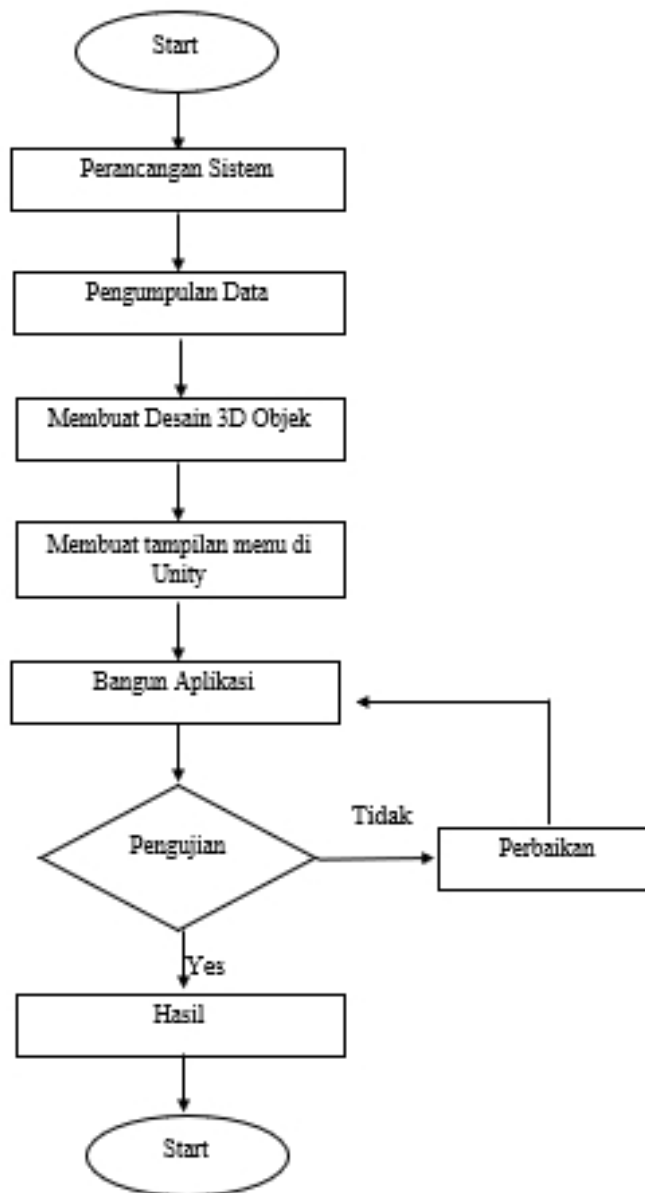 Start
Perancangan Sistem
Pengumpulan Data
Membuat Desain 3D Objek
Membuat tampilan menu di
Unity
Bangun Aplikasi
Tidak
Pengujian
Perbaikan
Yes
Hasil
Start